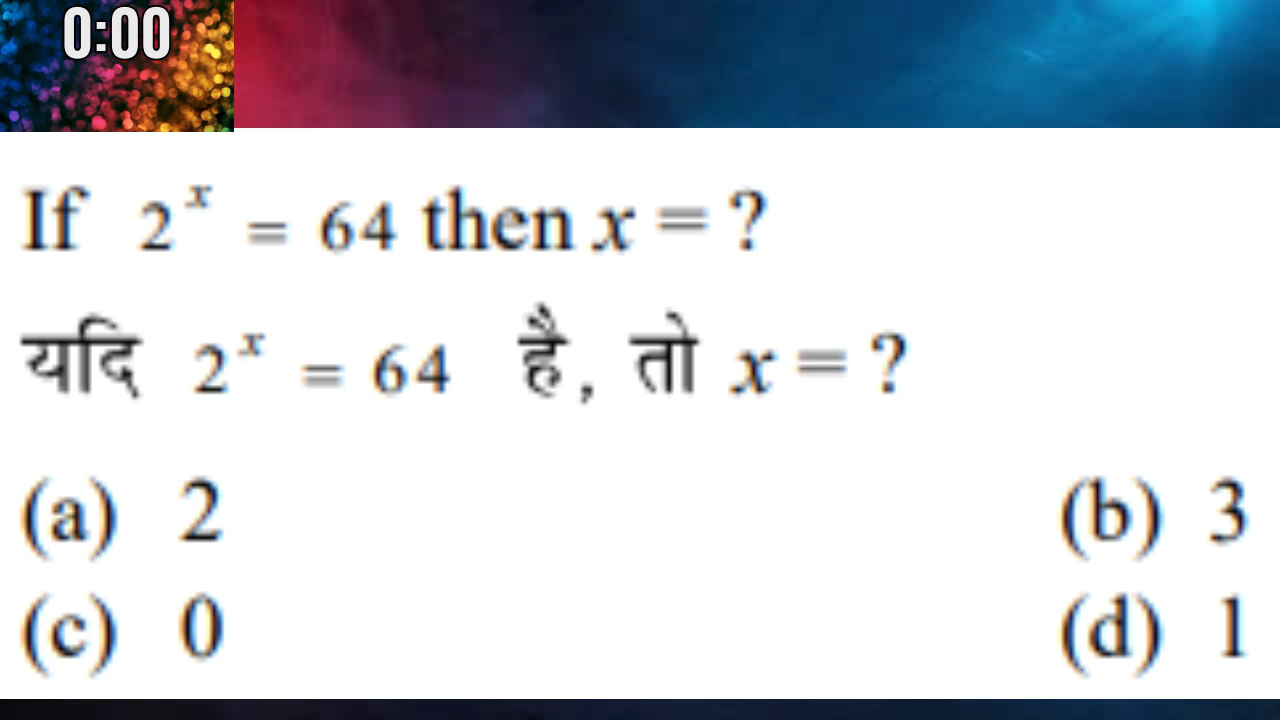 0:00
If 2^x = 64 then x = ?
यदि 2^x = 64 है, तो x = ?
(a) 2 (b) 3
(c) 0 (d) 1